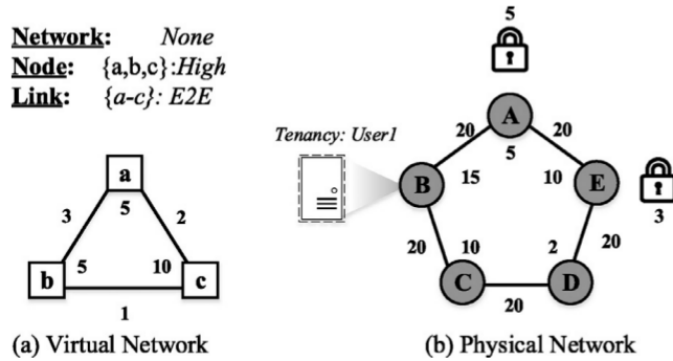 Network: None
Node: {a,b,c}:High
Link: {a-c}: E2E
a
5
3
2
b
5
10
c
1
(a) Virtual Network
5
A
20
20
5
Tenancy: User1
B
15
10
E
3
20
10
2
20
C
D
20
(b) Physical Network